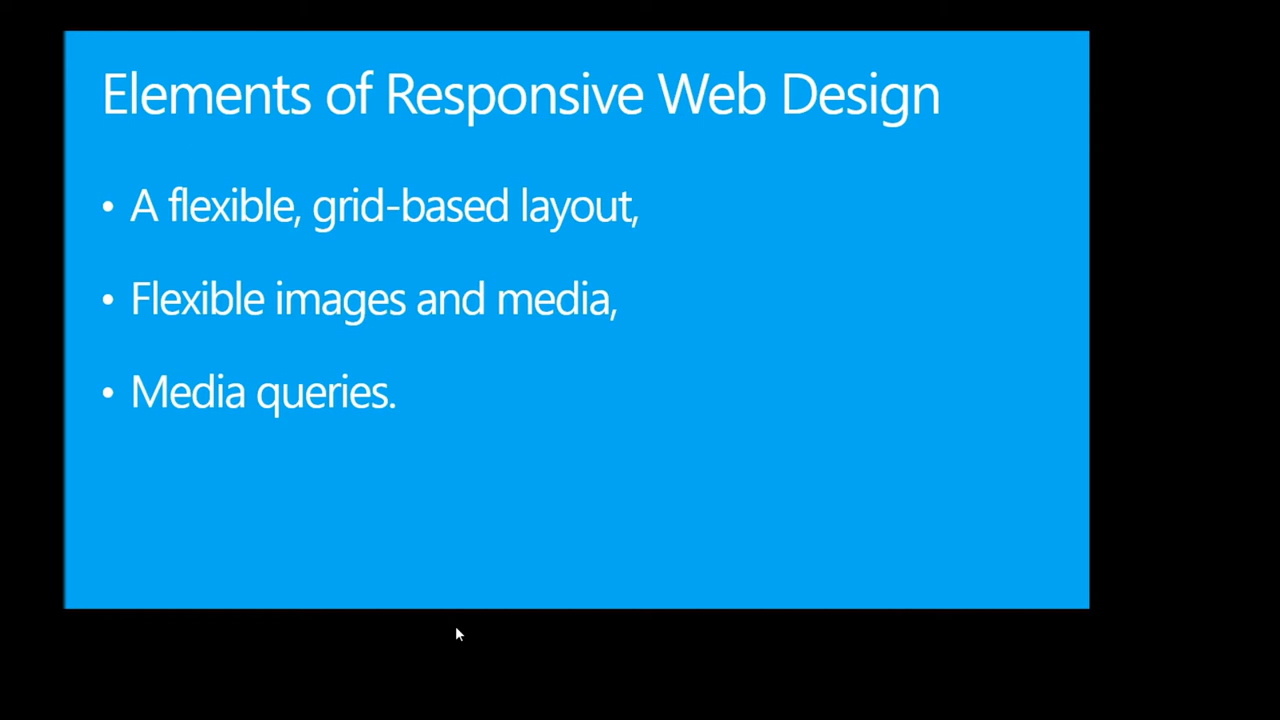 Elements of Responsive Web Design
• A flexible, grid-based layout,
• Flexible images and media,
• Media queries.